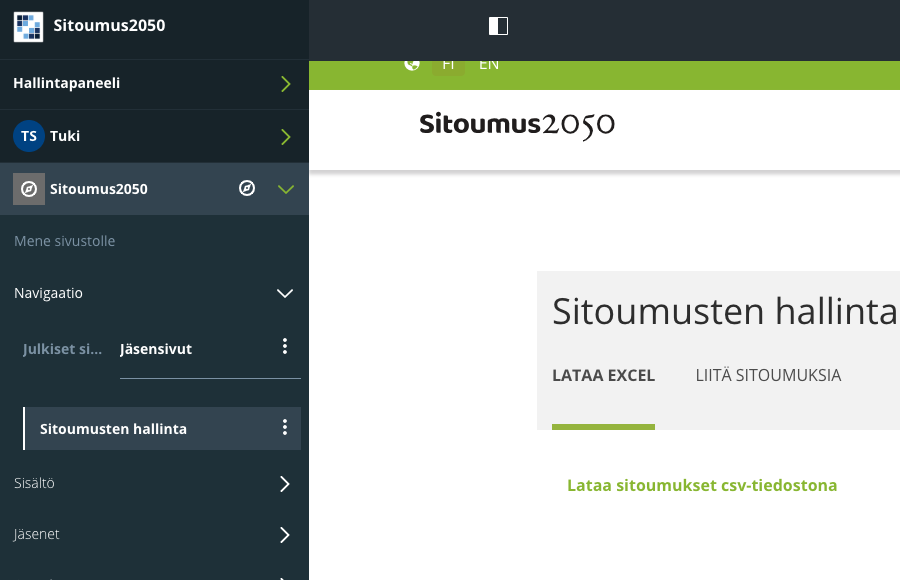 Sitoumus2050
Hallintapaneeli
TS Tuki
Sitoumus2050
Mene sivustolle
Navigaatio
Julkiset si... Jäsensivut
Sitoumusten hallinta
Sisältö
Jäsenet
FI EN
Sitoumus2050
Sitoumusten hallinta
LATAA EXCEL LIITÄ SITOUMUKSIA
Lataa sitoumukset csv-tiedostona